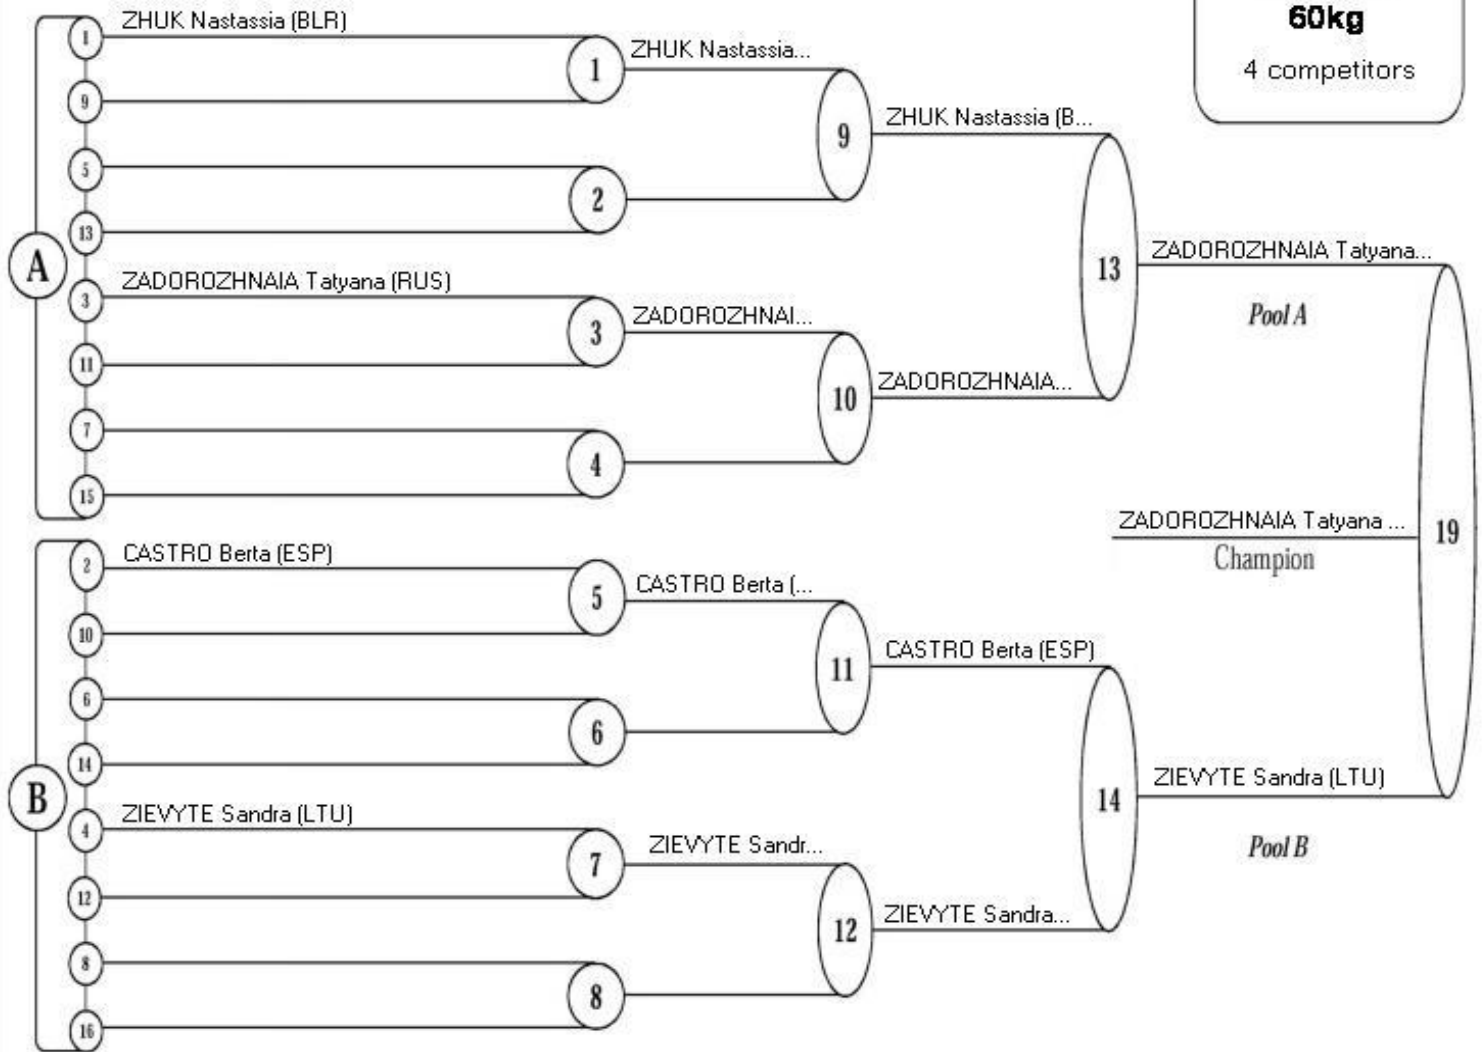 60kg
4 competitors
A
1
ZHUK Nastassia (BLR)
9
5
13
3
ZADOROZHNAIA Tatyana (RUS)
11
7
15
1
ZHUK Nastassia...
2
3
ZADOROZHNAI...
4
9
ZHUK Nastassia (B...
10
ZADOROZHNAIA...
13
ZADOROZHNAIA Tatyana...
Pool A
B
2
CASTRO Berta (ESP)
10
6
14
4
ZIEVYTE Sandra (LTU)
12
8
16
5
CASTRO Berta (...
6
7
ZIEVYTE Sandr...
8
11
CASTRO Berta (ESP)
12
ZIEVYTE Sandra...
14
ZIEVYTE Sandra (LTU)
Pool B
19
ZADOROZHNAIA Tatyana ...
Champion